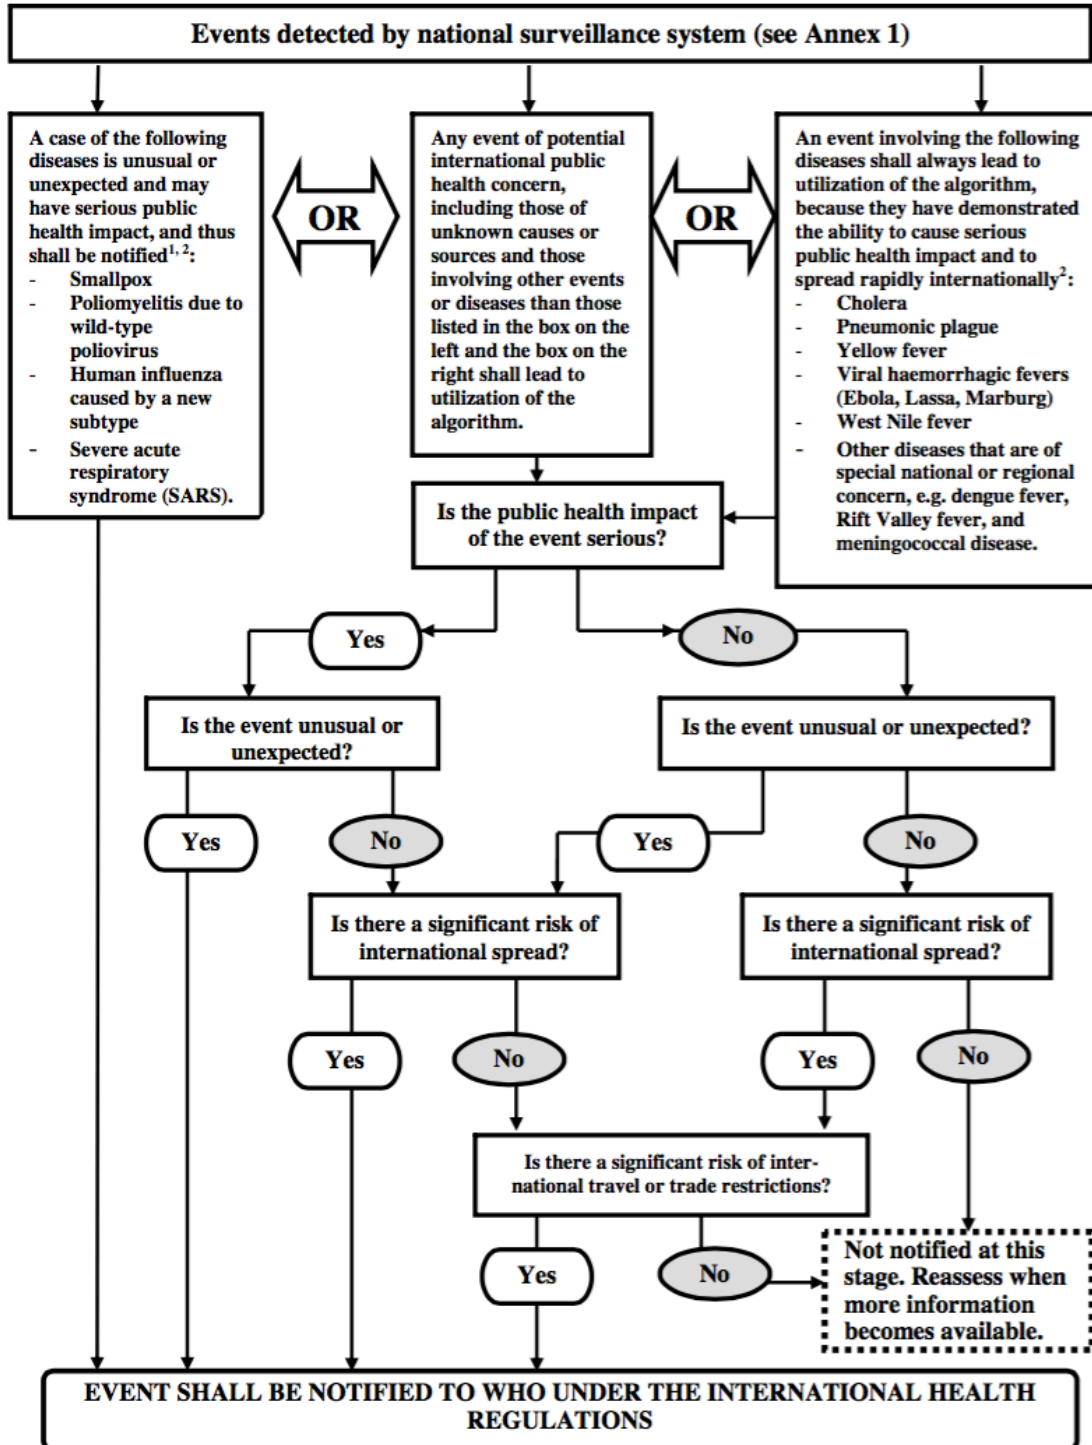 Events detected by national surveillance system (see Annex 1)
A case of the following
diseases is unusual or
unexpected and may
have serious public
health impact, and thus
shall be notified1, 2:
- Smallpox
- Poliomyelitis due to
wild-type
poliovirus
- Human influenza
caused by a new
subtype
- Severe acute
respiratory
syndrome (SARS).
OR
Any event of potential
international public
health concern,
including those of
unknown causes or
sources and those
involving other events
or diseases than those
listed in the box on the
left and the box on the
right shall lead to
utilization of the
algorithm.
OR
An event involving the following
diseases shall always lead to
utilization of the algorithm,
because they have demonstrated
the ability to cause serious
public health impact and to
spread rapidly internationally2:
- Cholera
- Pneumonic plague
- Yellow fever
- Viral haemorrhagic fevers
(Ebola, Lassa, Marburg)
- West Nile fever
- Other diseases that are of
special national or regional
concern, e.g. dengue fever,
Rift Valley fever, and
meningococcal disease.
Is the public health impact
of the event serious?
Yes
No
Is the event unusual or
unexpected?
Is the event unusual or unexpected?
Yes
No
Yes
No
Is there a significant risk of
international spread?
Is there a significant risk of
international spread?
Yes
No
Yes
No
Is there a significant risk of inter-
national travel or trade restrictions?
Yes
No
Not notified at this
stage. Reassess when
more information
becomes available.
EVENT SHALL BE NOTIFIED TO WHO UNDER THE INTERNATIONAL HEALTH
REGULATIONS